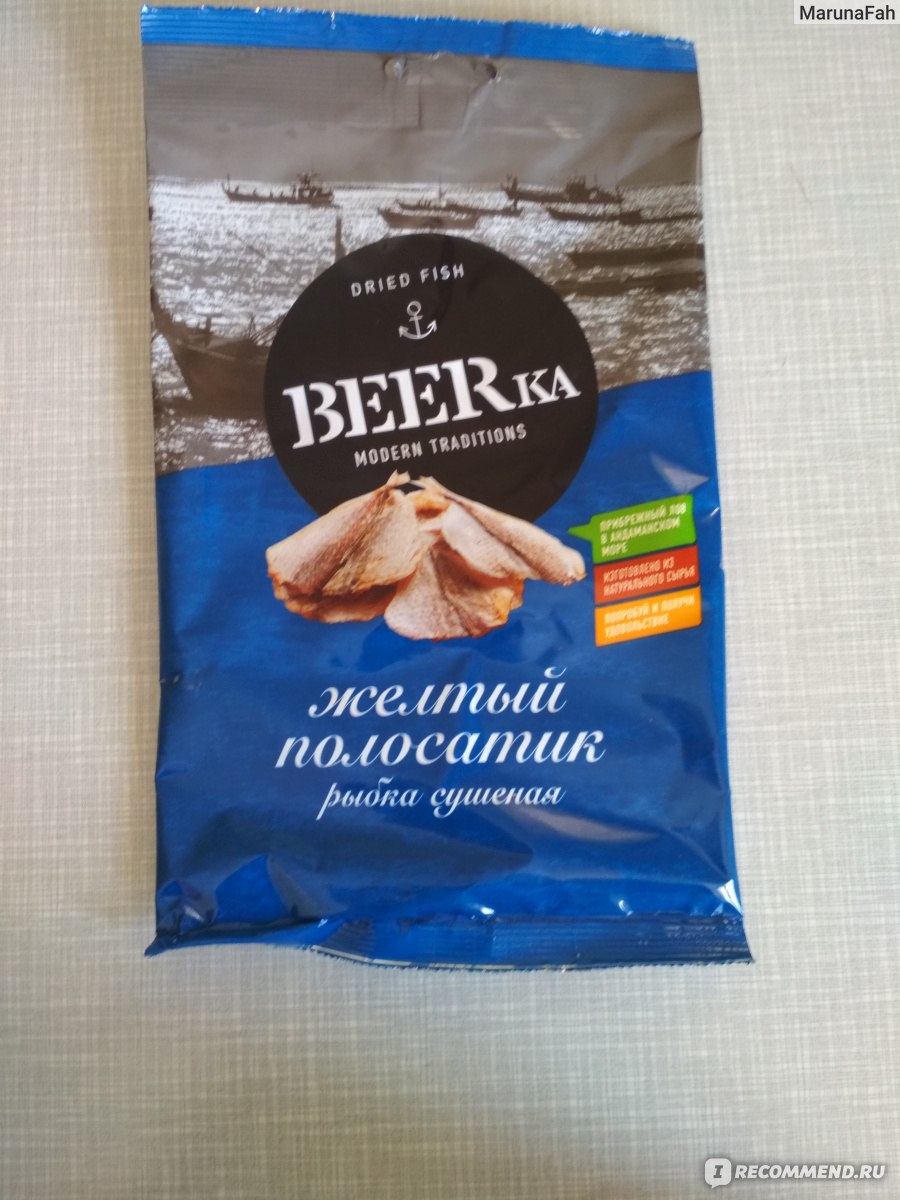 MarunaFah
DRIED FISH
BEERKA
MODERN TRADITIONS
ПРИБРЕЖНЫЙ ЛОВ
В АНДАМАНСКОМ
МОРЕ
ИЗГОТОВЛЕНО ИЗ
НАТУРАЛЬНОГО СЫРЬЯ
ПОПРОБУЙ И ПОЛУЧИ
УДОВОЛЬСТВИЕ
желтый
полосатик
рыбка сушеная
IRECOMMEND.RU